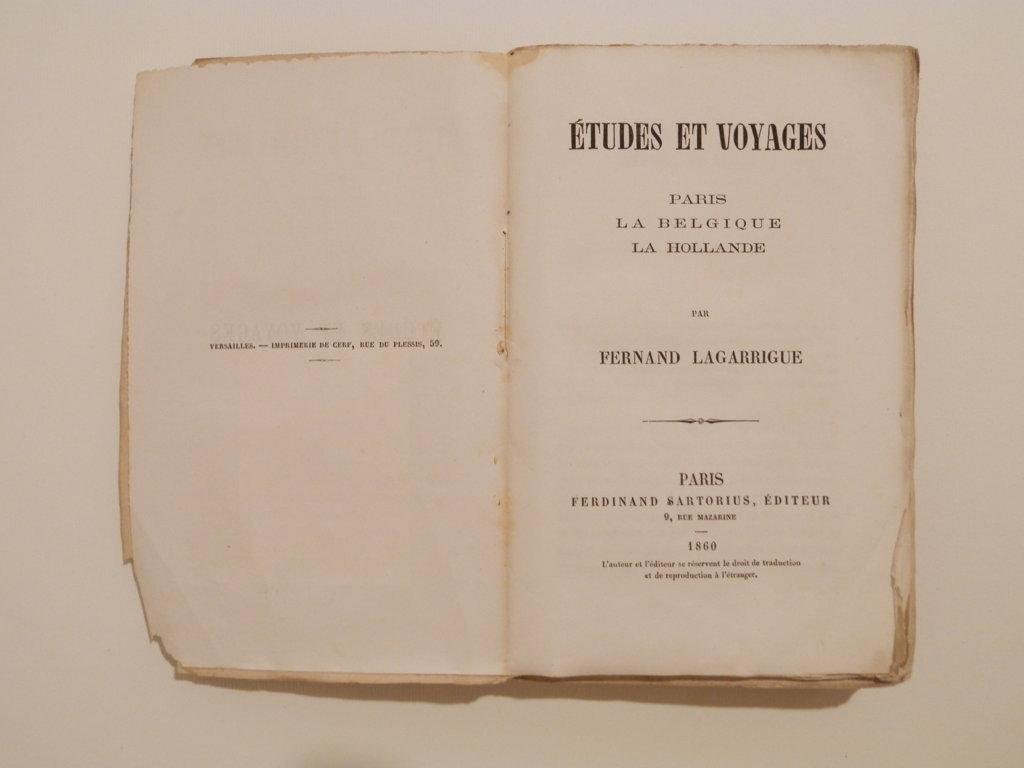 VERSAILLES. — IMPRIMERIE DE CERF, RUE DU PLESSIS, 59.
ÉTUDES ET VOYAGES
PARIS
LA BELGIQUE
LA HOLLANDE
PAR
FERNAND LAGARRIGUE
PARIS
FERDINAND SARTORIUS, ÉDITEUR
9, RUE MAZARINE
1860
L'auteur et l'éditeur se réservent le droit de traduction
et de reproduction à l'étranger.